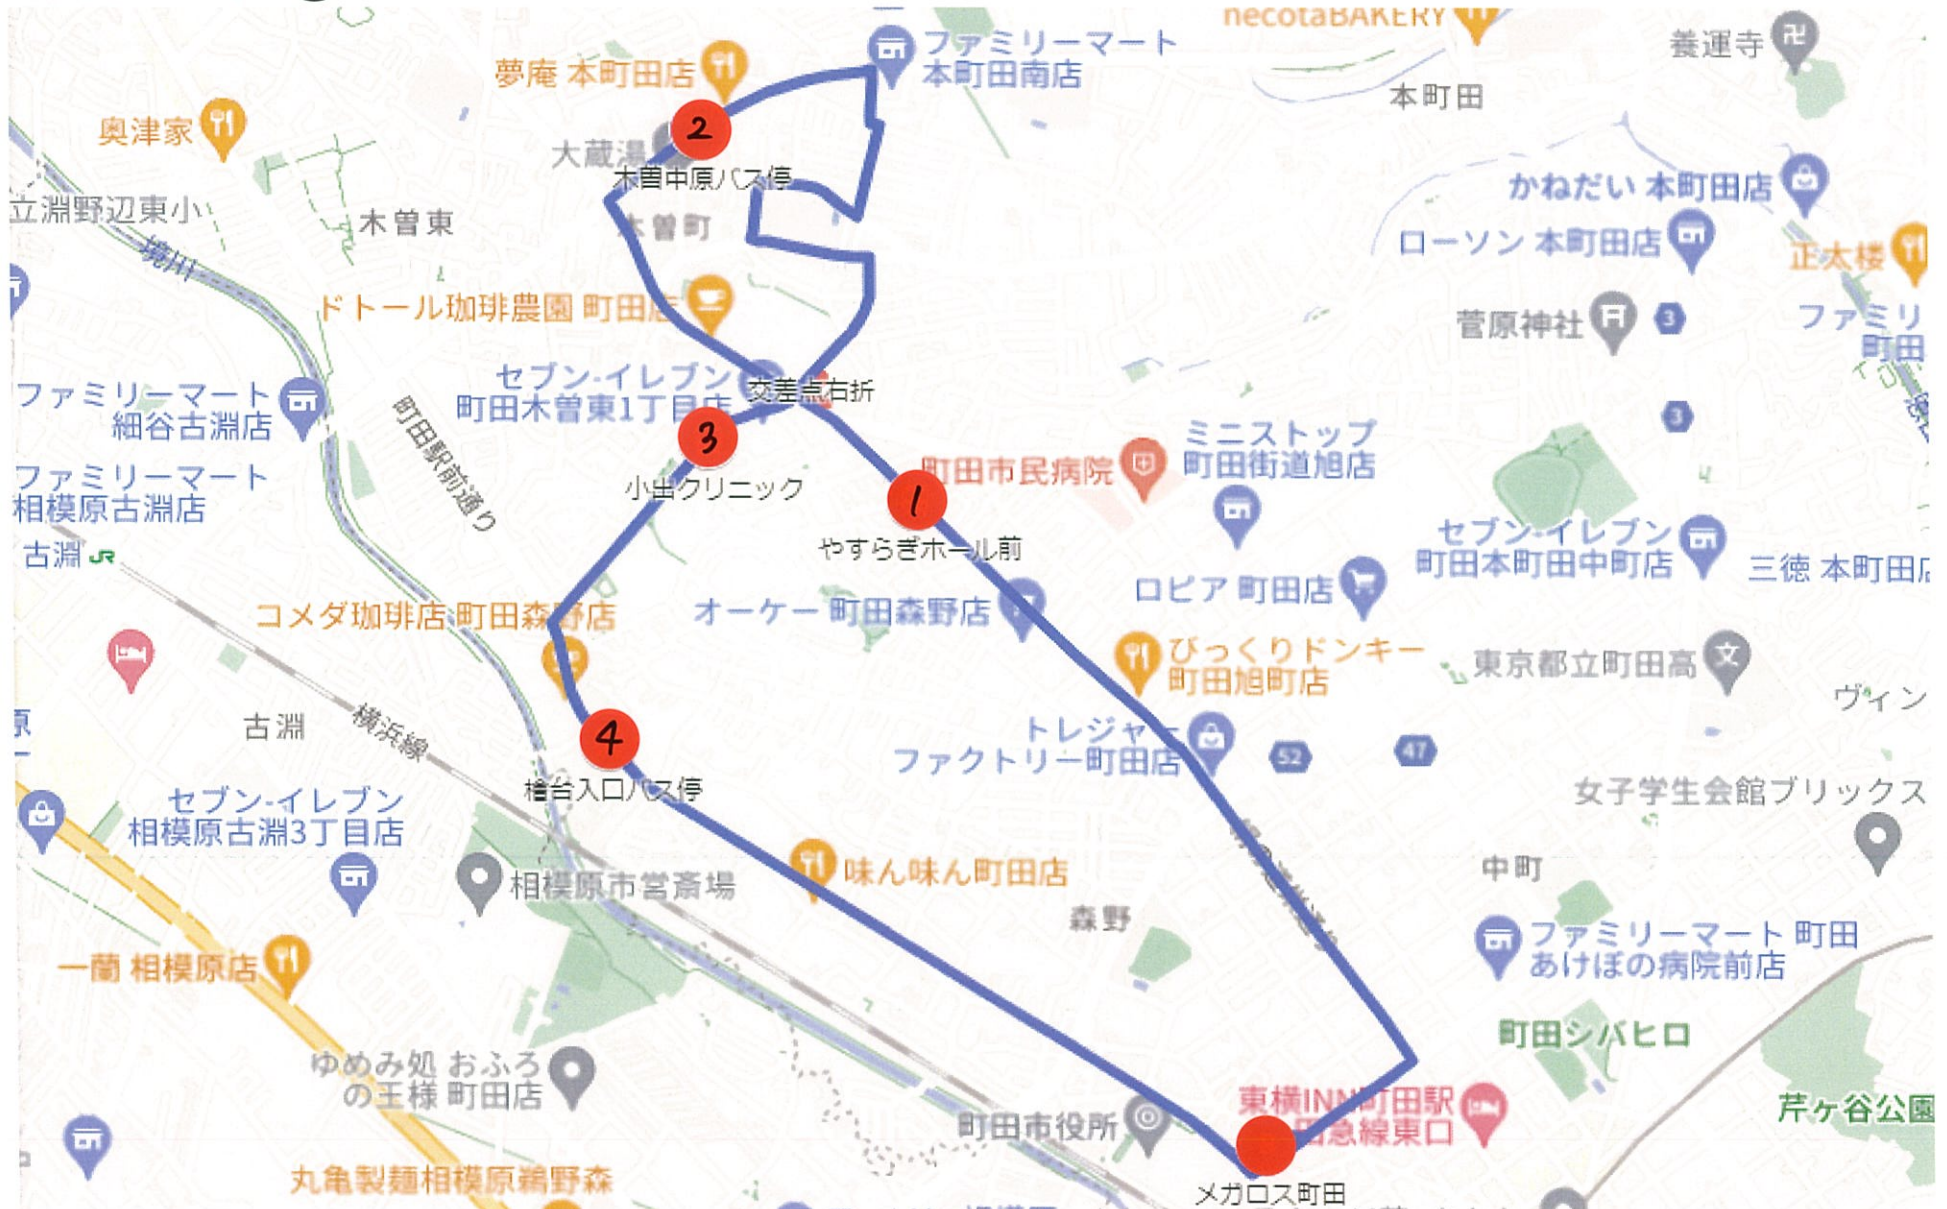 necotaBAKERY
ファミリーマート
本町田南店
養運寺
夢庵 本町田店
本町田
奥津家
2
大蔵湯
木曽中原バス停
かねだい 本町田店
立淵野辺東小
木曽東
木曽町
ローソン 本町田店
正太楼
境川
ドトール珈琲農園 町田店
菅原神社
3
ファミリ
町田
セブン-イレブン
町田木曽東1丁目店
交差点右折
ファミリーマート
細谷古淵店
町田駅前通り
3
3
小出クリニック
町田市民病院
ミニストップ
町田街道旭店
ファミリーマート
相模原古淵店
1
やすらぎホール前
セブン-イレブン
町田本町田中町店
三徳 本町田店
古淵 JR
ロピア 町田店
オーケー 町田森野店
コメダ珈琲店 町田森野店
びっくりドンキー
町田旭町店
東京都立町田高
文
ヴィン
原
古淵
横浜線
4
トレジャー
ファクトリー町田店
52
47
檜台入口バス停
女子学生会館ブリックス
セブン-イレブン
相模原古淵3丁目店
味ん味ん町田店
中町
相模原市営斎場
森野
ファミリーマート 町田
あけぼの病院前店
一蘭 相模原店
町田シバヒロ
ゆめみ処 おふろ
の王様 町田店
東横INN町田駅
田急線東口
町田市役所
芹ヶ谷公園
丸亀製麺相模原鵜野森
メガロス町田